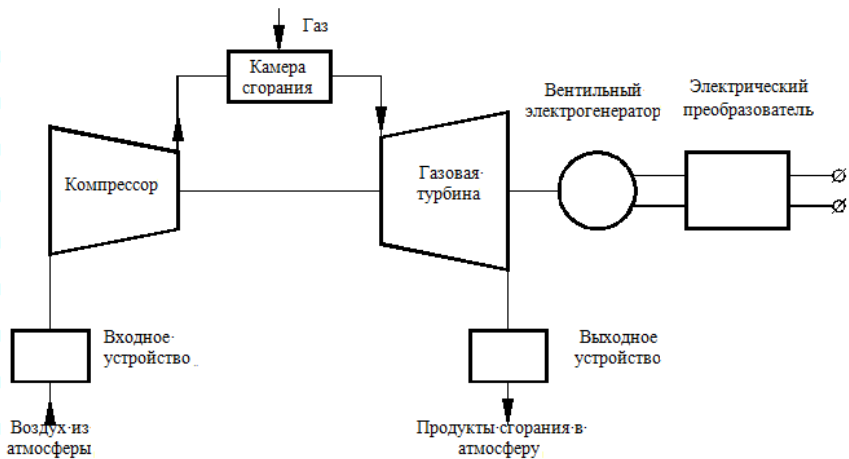 Газ
Камера
сгорания
Вентильный
электрогенератор
Электрический
преобразователь
Компрессор
Газовая·
турбина
Входное·
устройство
Выходное
устройство
Воздух·из
атмосферы
Продукты·сгорания·в·
атмосферу